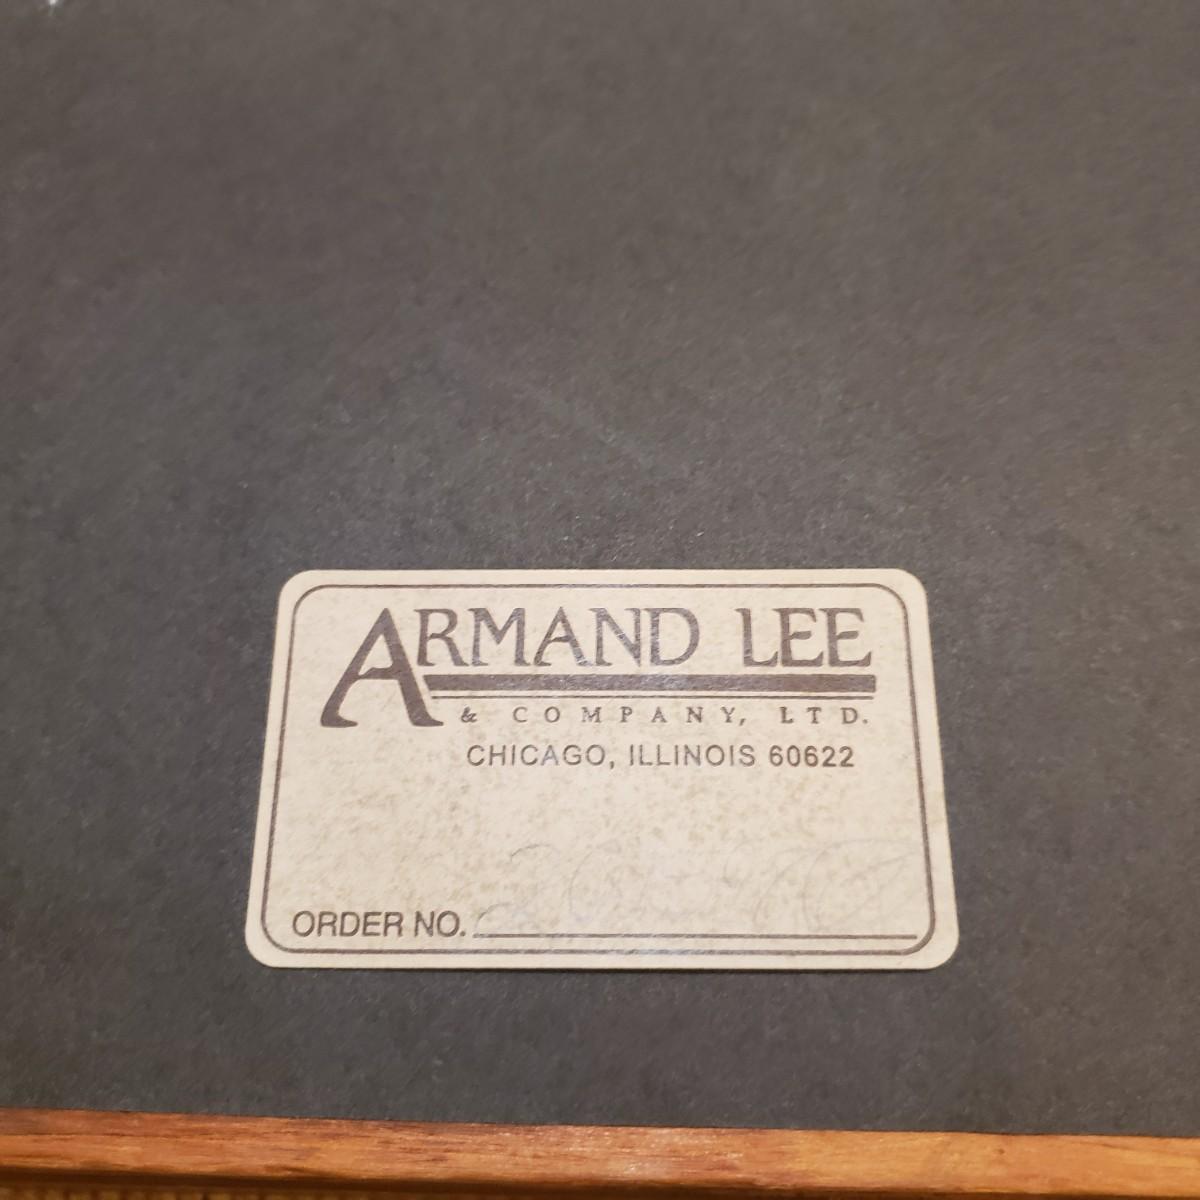 ARMAND LEE
& COMPANY, LTD.
CHICAGO, ILLINOIS 60622
ORDER NO.